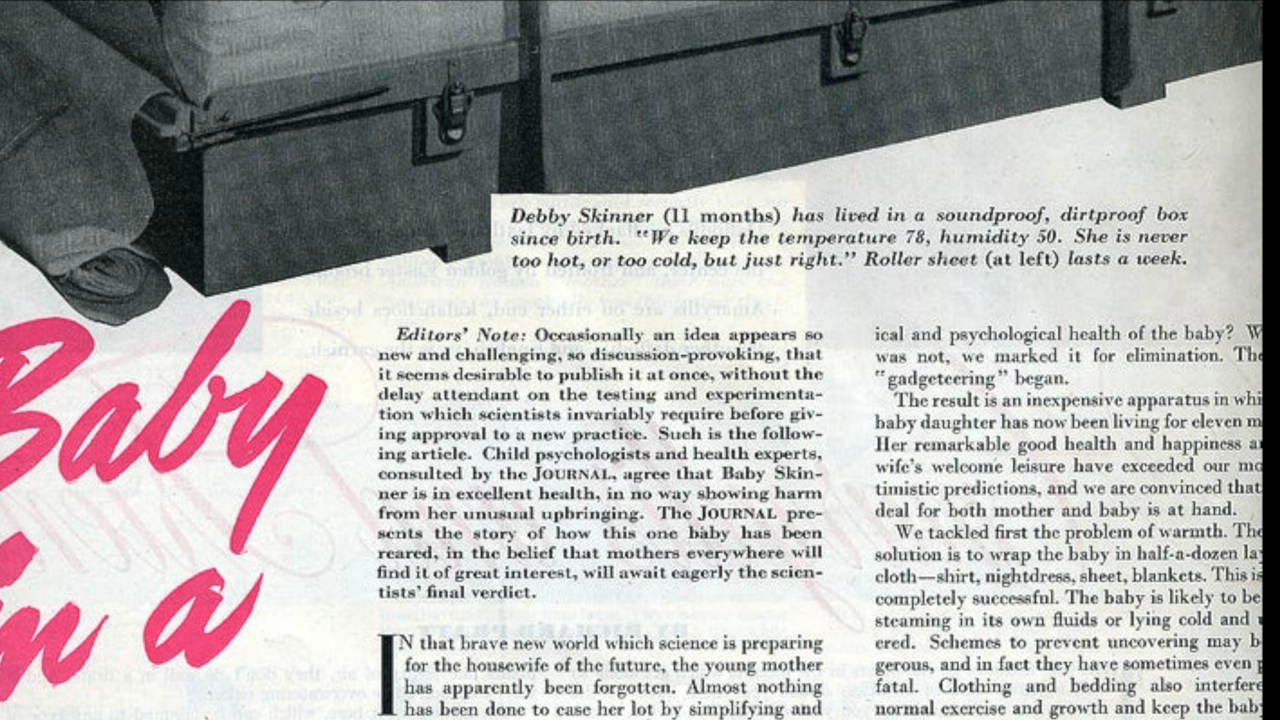 Debby Skinner (11 months) has lived in a soundproof, dirtproof box
since birth. "We keep the temperature 78, humidity 50. She is never
too hot, or too cold, but just right." Roller sheet (at left) lasts a week.
Baby
in a
Editors' Note: Occasionally an idea appears so
new and challenging, so discussion-provoking, that
it seems desirable to publish it at once, without the
delay attendant on the testing and experimenta-
tion which scientists invariably require before giv-
ing approval to a new practice. Such is the follow-
ing article. Child psychologists and health experts,
consulted by the JOURNAL, agree that Baby Skin-
ner is in excellent health, in no way showing harm
from her unusual upbringing. The JOURNAL pre-
sents the story of how this one baby has been
reared, in the belief that mothers everywhere will
find it of great interest, will await eagerly the scien-
tists' final verdict.
IN that brave new world which science is preparing
for the housewife of the future, the young mother
has apparently been forgotten. Almost nothing
has been done to ease her lot by simplifying and
ical and psychological health of the baby? W
was not, we marked it for elimination. The
"gadgeteering" began.
The result is an inexpensive apparatus in whi
baby daughter has now been living for eleven m
Her remarkable good health and happiness a
wife's welcome leisure have exceeded our mo
timistic predictions, and we are convinced that
deal for both mother and baby is at hand.
We tackled first the problem of warmth. The
solution is to wrap the baby in half-a-dozen la
cloth—shirt, nightdress, sheet, blankets. This is
completely successful. The baby is likely to be
steaming in its own fluids or lying cold and
ered. Schemes to prevent uncovering may b
gerous, and in fact they have sometimes even p
fatal. Clothing and bedding also interfere
normal exercise and growth and keep the bab